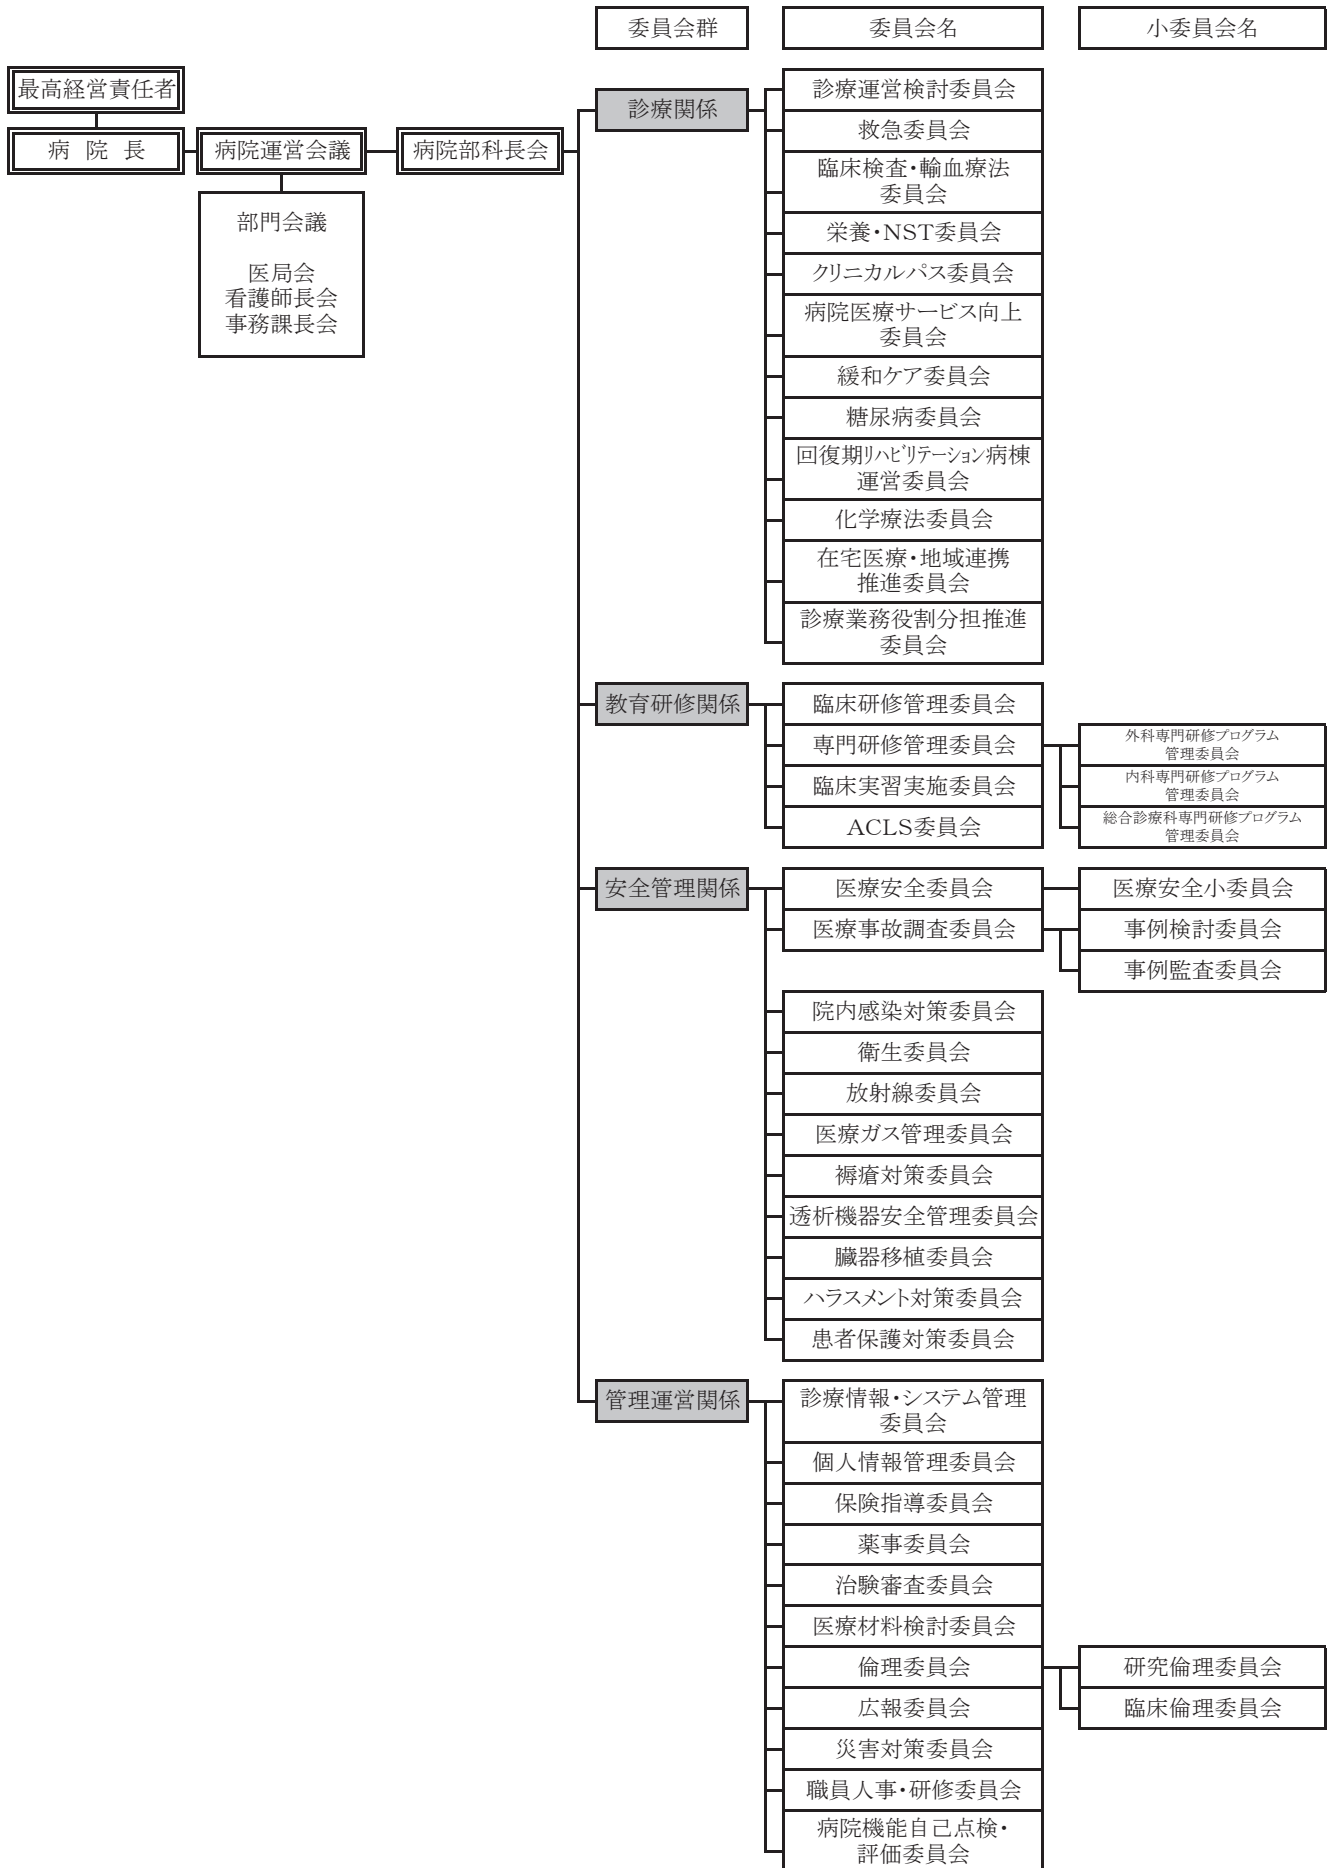 委員会群
委員会名
小委員会名
最高経営責任者
病 院 長
病院運営会議
病院部科長会
部門会議
医局会
看護師長会
事務課長会
診療関係
診療運営検討委員会
救急委員会
臨床検査・輸血療法
委員会
栄養・NST委員会
クリニカルパス委員会
病院医療サービス向上
委員会
緩和ケア委員会
糖尿病委員会
回復期リハビリテーション病棟
運営委員会
化学療法委員会
在宅医療・地域連携
推進委員会
診療業務役割分担推進
委員会
教育研修関係
臨床研修管理委員会
専門研修管理委員会
外科専門研修プログラム
管理委員会
内科専門研修プログラム
管理委員会
総合診療科専門研修プログラム
管理委員会
臨床実習実施委員会
ACLS委員会
安全管理関係
医療安全委員会
医療安全小委員会
医療事故調査委員会
事例検討委員会
事例監査委員会
院内感染対策委員会
衛生委員会
放射線委員会
医療ガス管理委員会
褥瘡対策委員会
透析機器安全管理委員会
臓器移植委員会
ハラスメント対策委員会
患者保護対策委員会
管理運営関係
診療情報・システム管理
委員会
個人情報管理委員会
保険指導委員会
薬事委員会
治験審査委員会
医療材料検討委員会
倫理委員会
研究倫理委員会
臨床倫理委員会
広報委員会
災害対策委員会
職員人事・研修委員会
病院機能自己点検・
評価委員会